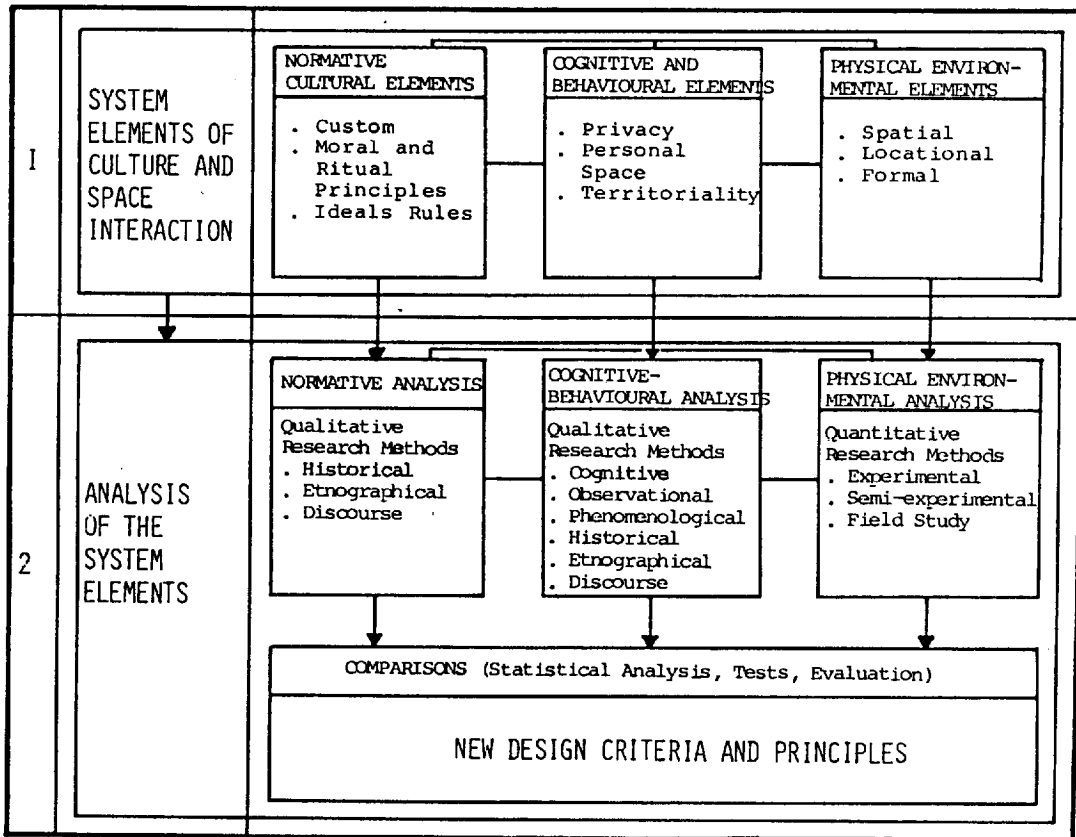 I
SYSTEM
ELEMENTS OF
CULTURE AND
SPACE
INTERACTION
NORMATIVE
CULTURAL ELEMENTS
. Custom
. Moral and
Ritual
Principles
. Ideals Rules
COGNITIVE AND
BEHAVIOURAL ELEMENTS
. Privacy
. Personal
Space
. Territoriality
PHYSICAL ENVIRON-
MENTAL ELEMENTS
. Spatial
. Locational
. Formal
2
ANALYSIS
OF THE
SYSTEM
ELEMENTS
NORMATIVE ANALYSIS
Qualitative
Research Methods
. Historical
. Etnographical
. Discourse
COGNITIVE-
BEHAVIOURAL ANALYSIS
Qualitative
Research Methods
. Cognitive
. Observational
. Phenomenological
. Historical
. Etnographical
. Discourse
PHYSICAL ENVIRON-
MENTAL ANALYSIS
Quantitative
Research Methods
. Experimental
. Semi-experimental
. Field Study
COMPARISONS (Statistical Analysis, Tests, Evaluation)
NEW DESIGN CRITERIA AND PRINCIPLES